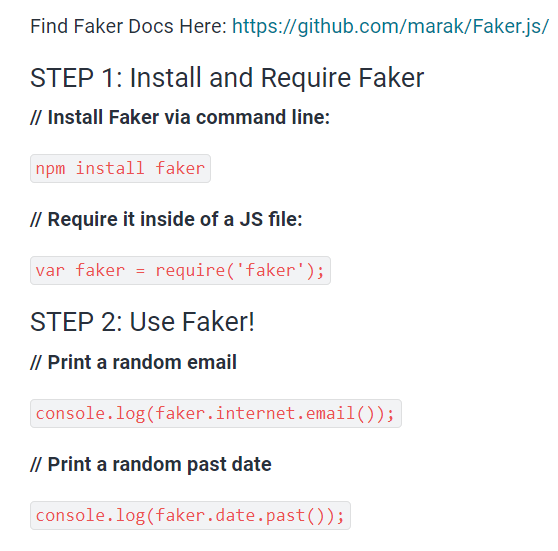 Find Faker Docs Here: https://github.com/marak/Faker.js/
STEP 1: Install and Require Faker
// Install Faker via command line:
npm install faker
// Require it inside of a JS file:
var faker = require('faker');
STEP 2: Use Faker!
// Print a random email
console.log(faker.internet.email());
// Print a random past date
console.log(faker.date.past());